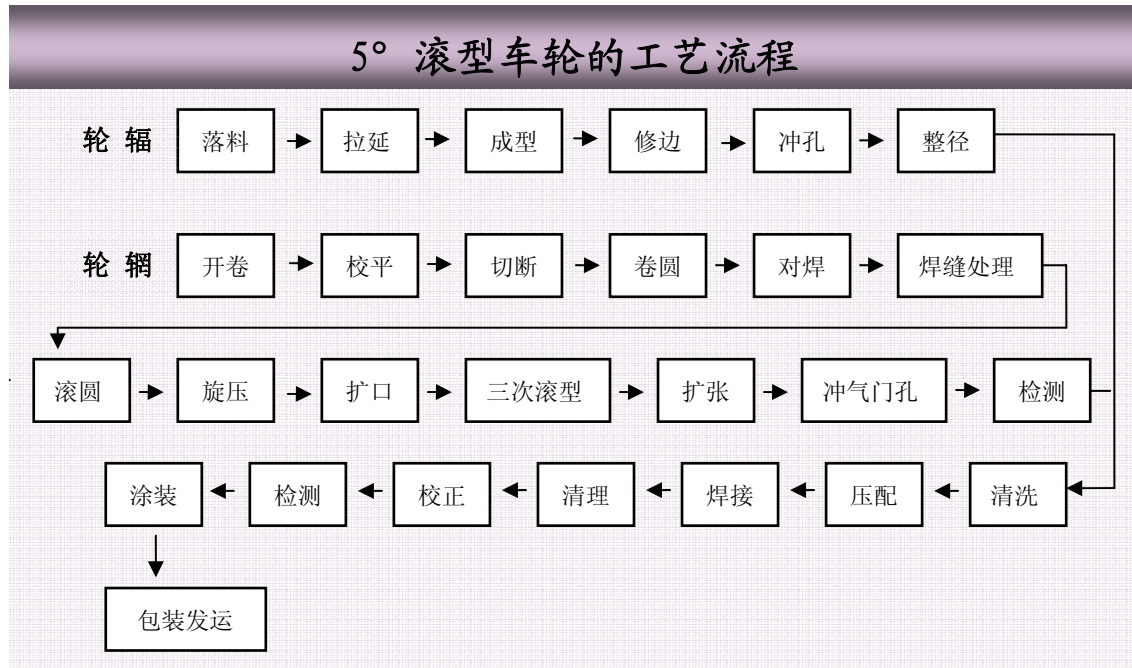 5° 滚型车轮的工艺流程
轮 辐 落料 拉延 成型 修边 冲孔 整径
轮 辋 开卷 校平 切断 卷圆 对焊 焊缝处理
滚圆 旋压 扩口 三次滚型 扩张 冲气门孔 检测
涂装 检测 校正 清理 焊接 压配 清洗
包装发运